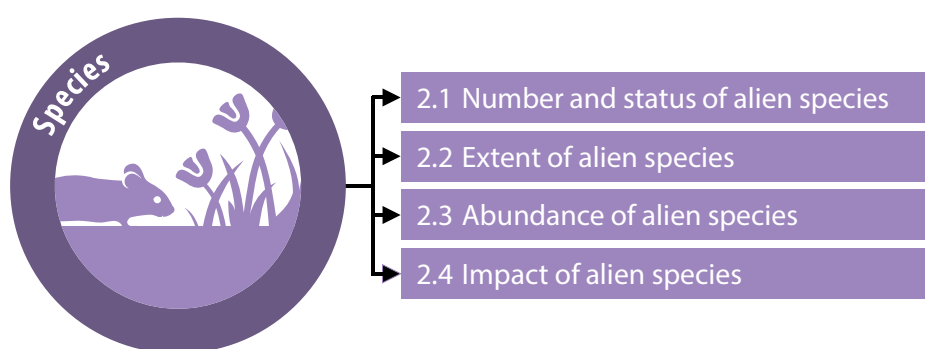 Species
2.1 Number and status of alien species
2.2 Extent of alien species
2.3 Abundance of alien species
2.4 Impact of alien species